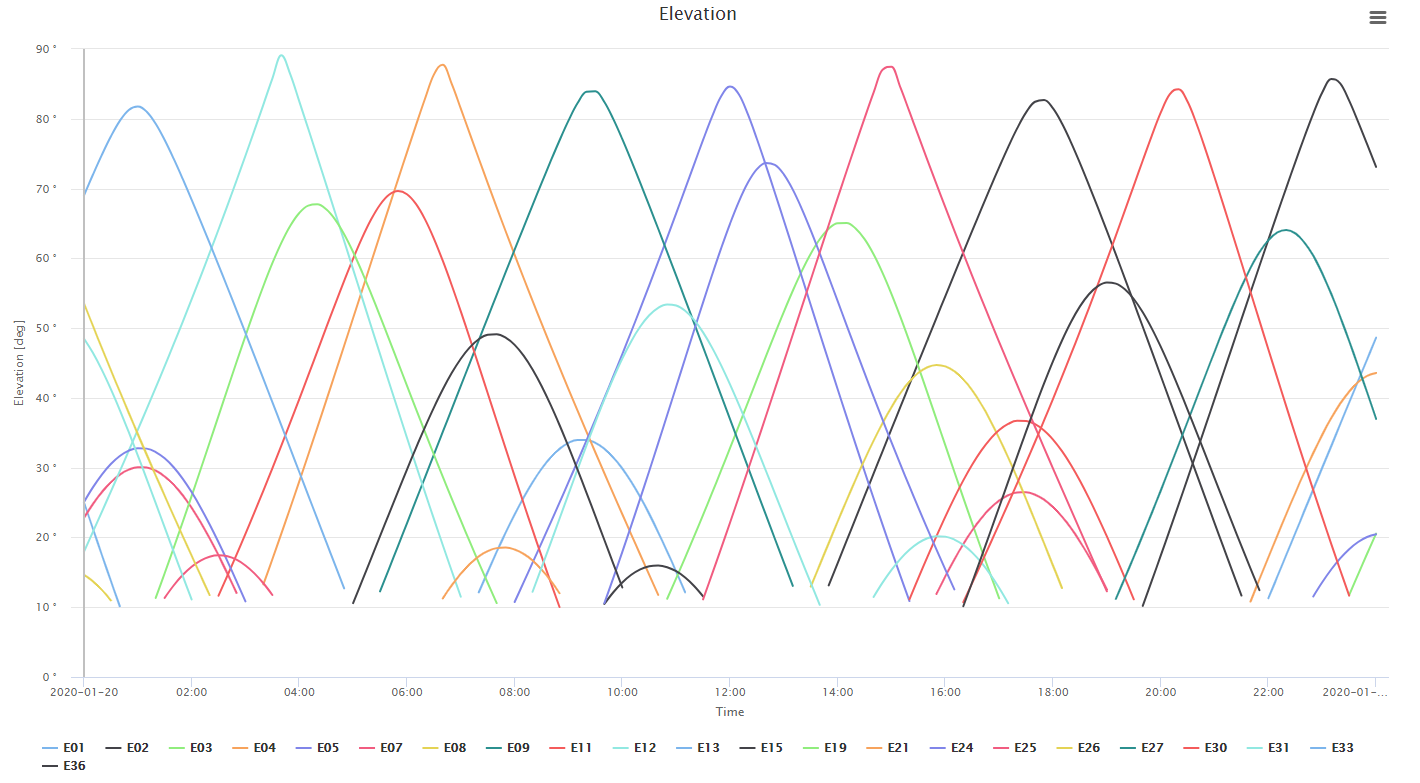 Elevation
90 °
80 °
70 °
60 °
50 °
40 °
30 °
20 °
10 °
0 °
Elevation [deg]
2020-01-20 02:00 04:00 06:00 08:00 10:00 12:00 14:00 16:00 18:00 20:00 22:00 2020-01-...
Time
E01 E02 E03 E04 E05 E07 E08 E09 E11 E12 E13 E15 E19 E21 E24 E25 E26 E27 E30 E31 E33
E36